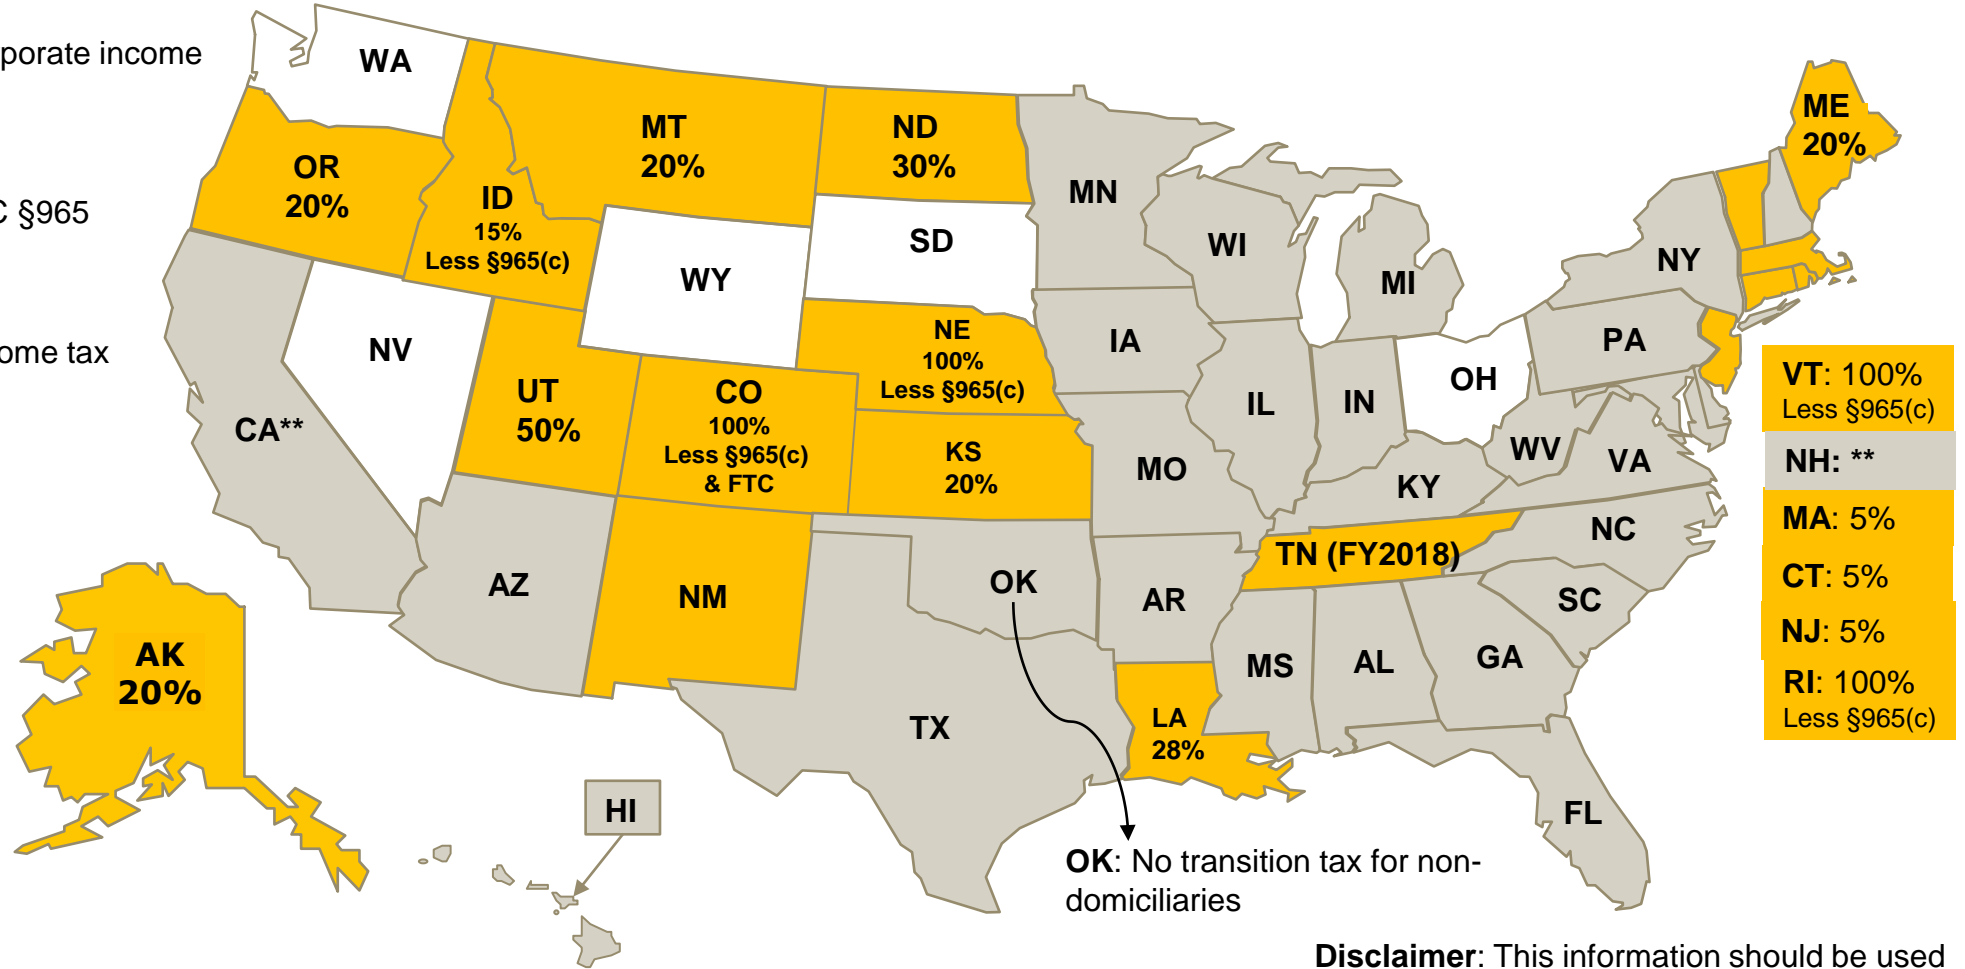 porate income
C §965
ome tax
WA
OR
20%
ID
15%
Less §965(c)
MT
20%
ND
30%
MN
ME
20%
WY
SD
WI
MI
NY
CA**
NV
UT
50%
CO
100%
Less §965(c)
& FTC
NE
100%
Less §965(c)
KS
20%
IA
IL
IN
OH
PA
MO
KY
WV
VA
VT: 100%
Less §965(c)
NH: **
MA: 5%
CT: 5%
NJ: 5%
RI: 100%
Less §965(c)
AZ
NM
OK
AR
TN (FY2018)
NC
SC
AK
20%
TX
LA
28%
MS
AL
GA
FL
HI
OK: No transition tax for non-
domiciliaries
Disclaimer: This information should be used